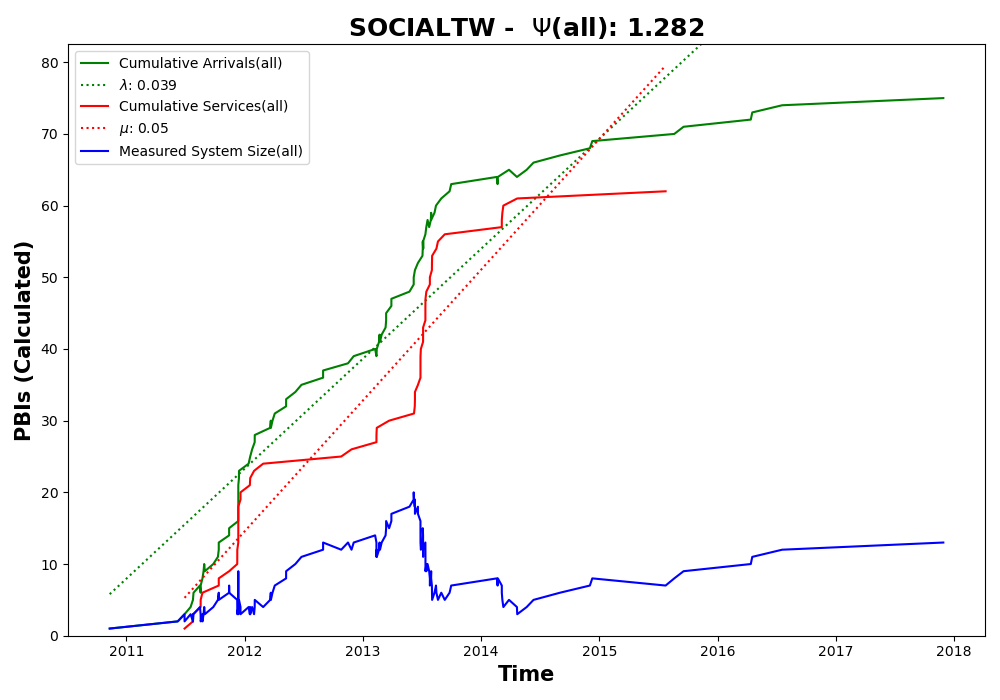 SOCIALTW -  Ψ(all): 1.282
Cumulative Arrivals(all)
λ: 0.039
Cumulative Services(all)
μ: 0.05
Measured System Size(all)
PBIs (Calculated)
80
70
60
50
40
30
20
10
0
2011 2012 2013 2014 2015 2016 2017 2018
Time